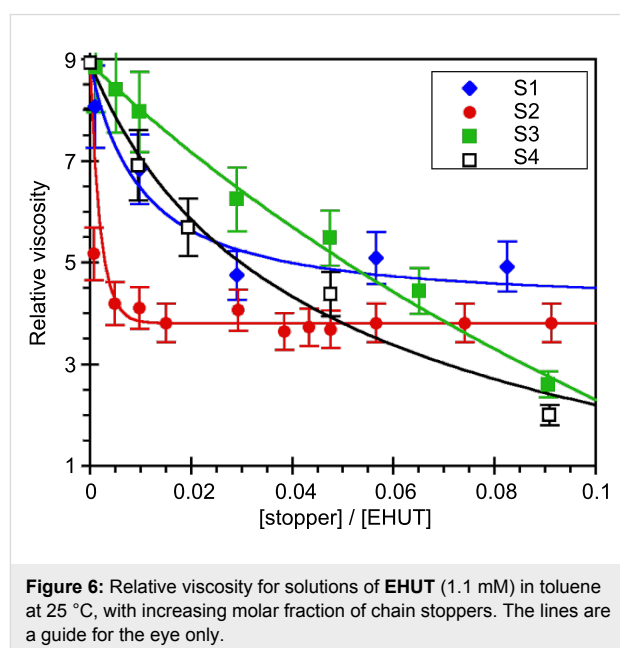 9
7
5
3
1
Relative viscosity
S1
S2
S3
S4
0
0.02
0.04
0.06
0.08
0.1
[stopper] / [EHUT]
Figure 6: Relative viscosity for solutions of EHUT (1.1 mM) in toluene
at 25 °C, with increasing molar fraction of chain stoppers. The lines are
a guide for the eye only.